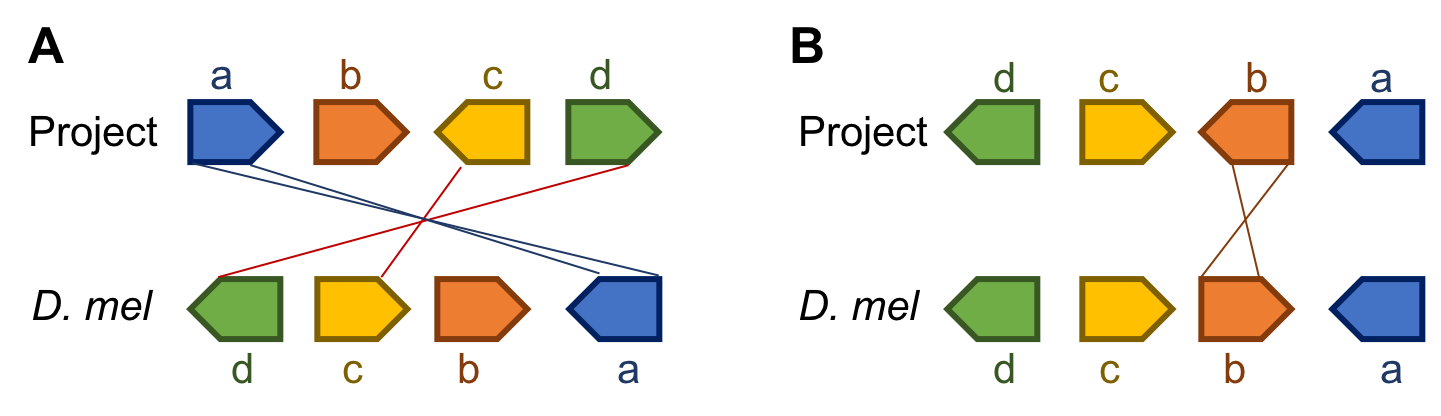 A
a b c d
Project
D. mel
d c b a
B
d c b a
Project
D. mel
d c b a